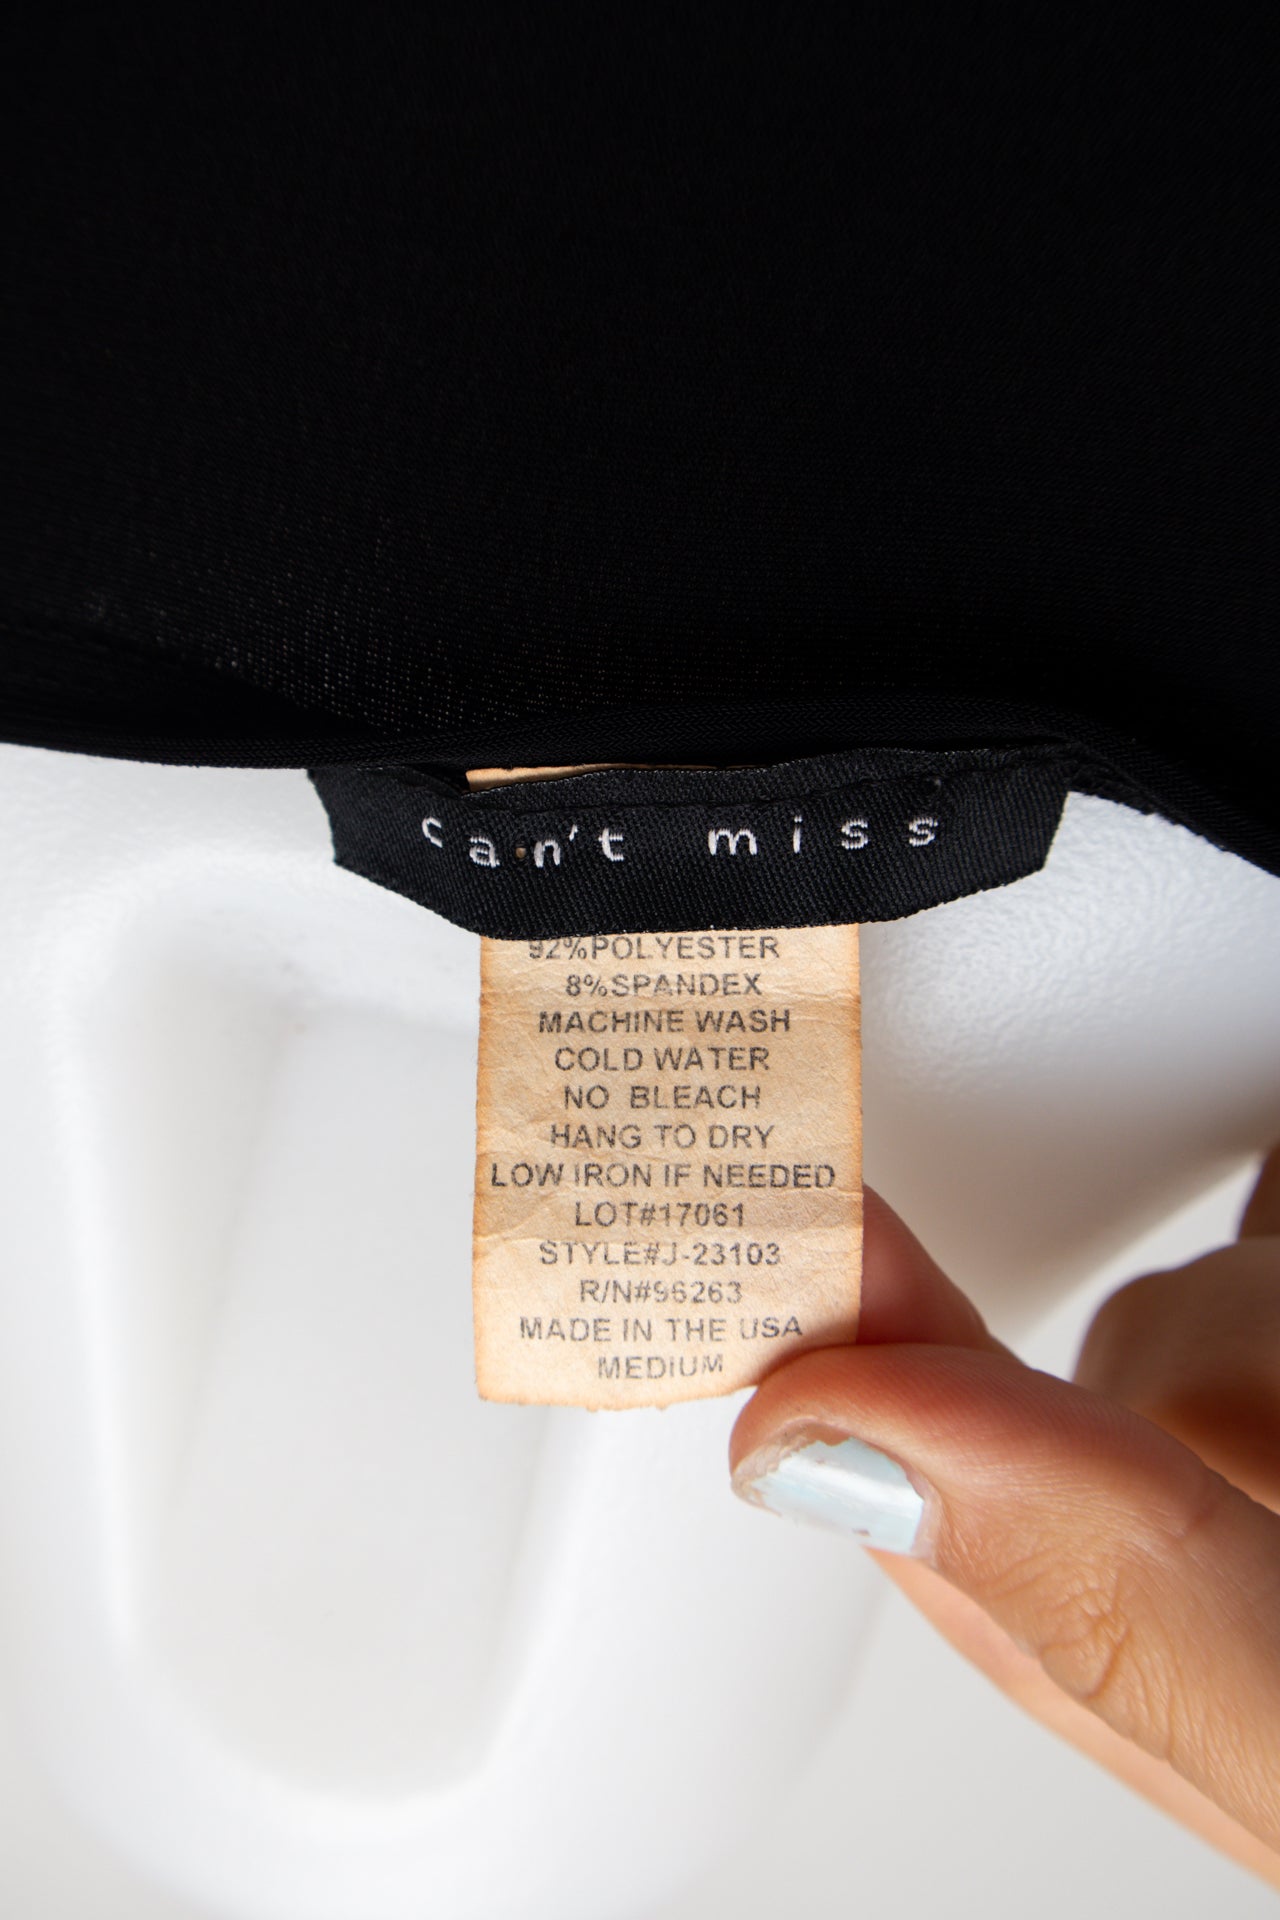 can't miss
92%POLYESTER
8%SPANDEX
MACHINE WASH
COLD WATER
NO BLEACH
HANG TO DRY
LOW IRON IF NEEDED
LOT#17061
STYLE#J-23103
R/N#96263
MADE IN THE USA
MEDIUM